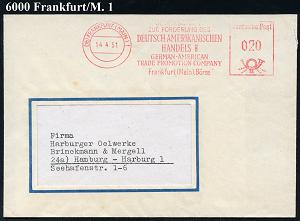 6000 Frankfurt/M. 1
14.4.51
ZUR FÖRDERUNG DES
DEUTSCH AMERIKANISCHEN
HANDELS
GERMAN-AMERICAN
TRADE PROMOTION COMPANY
Frankfurt (Main), Börse
Deutsche Post
020
Firma
Harburger Oelwerke
Brinckmann & Mergell
24a) Hamburg - Harburg 1
Seehafenstr. 1-6